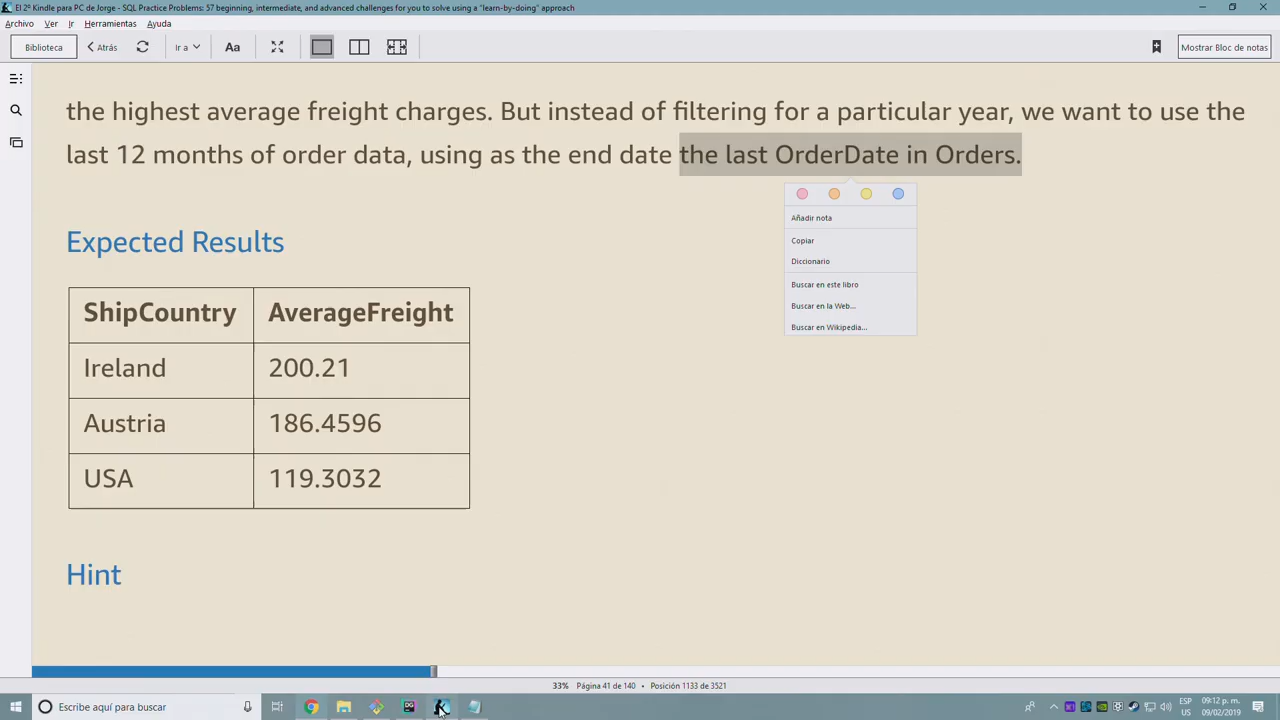 El 2º Kindle para PC de Jorge - SQL Practice Problems: 57 beginning, intermediate, and advanced challenges for you to solve using a "learn-by-doing" approach
Archivo Ver Ir Herramientas Ayuda
Biblioteca Atrás Ir a Aa Mostrar Bloc de notas
the highest average freight charges. But instead of filtering for a particular year, we want to use the
last 12 months of order data, using as the end date the last OrderDate in Orders.
Añadir nota
Copiar
Diccionario
Buscar en este libro
Buscar en la Web...
Buscar en Wikipedia...
Expected Results
ShipCountry AverageFreight
Ireland 200.21
Austria 186.4596
USA 119.3032
Hint
33% Página 41 de 140 • Posición 1133 de 3521
Escribe aquí para buscar
ESP 09:12 p. m.
US 09/02/2019